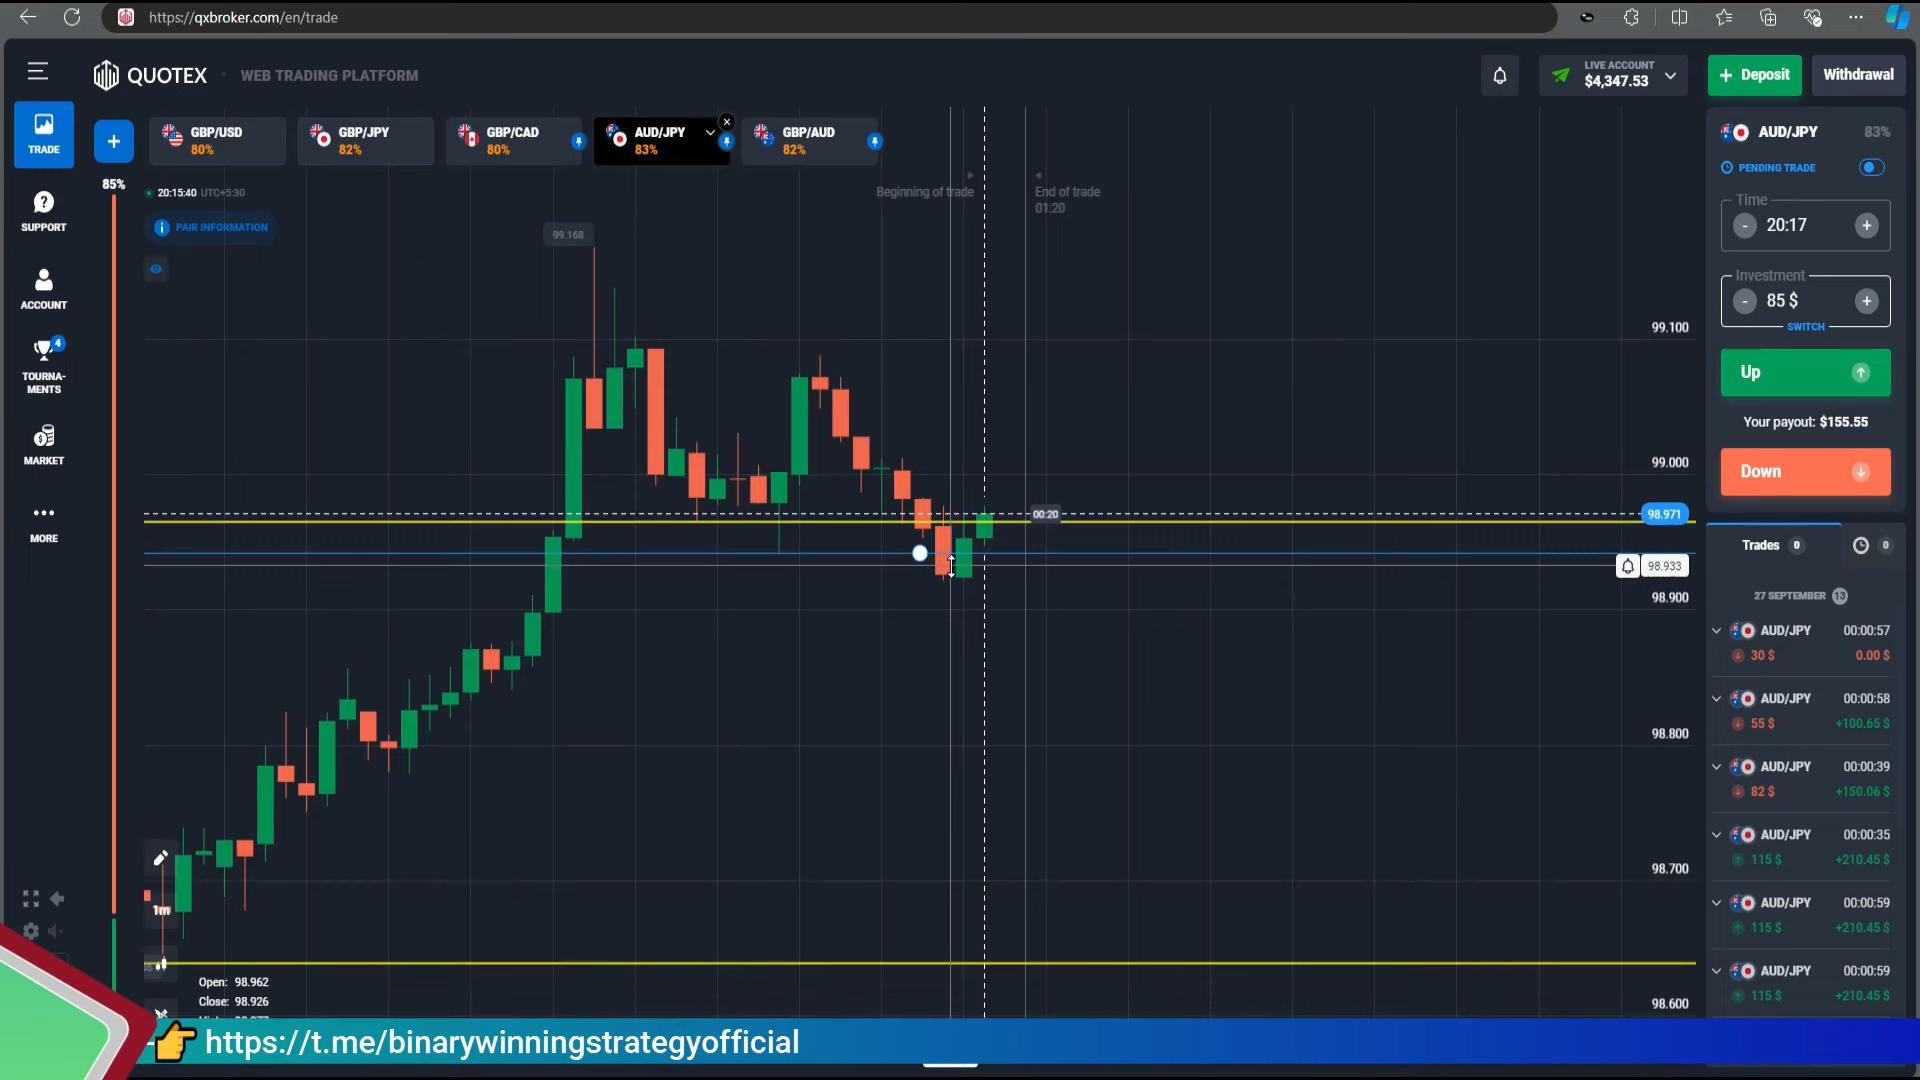 https://qxbroker.com/en/trade
QUOTEX
WEB TRADING PLATFORM
LIVE ACCOUNT
$4,347.53
+ Deposit
Withdrawal
TRADE
+
GBP/USD
80%
GBP/JPY
82%
GBP/CAD
80%
AUD/JPY
83%
GBP/AUD
82%
AUD/JPY
83%
PENDING TRADE
85%
20:15:40 UTC+5:30
PAIR INFORMATION
Beginning of trade
End of trade
01:20
SUPPORT
ACCOUNT
4
TOURNA-
MENTS
MARKET
MORE
99.168
Time
- 20:17 +
Investment
- 85 $ +
SWITCH
Up
Your payout: $155.55
Down
99.100
99.000
00:20
98.971
98.933
98.900
98.800
98.700
98.600
Trades 0
0
27 SEPTEMBER 13
AUD/JPY 00:00:57
30 $ 0.00 $
AUD/JPY 00:00:58
55 $ +100.65 $
AUD/JPY 00:00:39
82 $ +150.06 $
AUD/JPY 00:00:35
115 $ +210.45 $
AUD/JPY 00:00:59
115 $ +210.45 $
AUD/JPY 00:00:59
115 $ +210.45 $
1m
Open: 98.962
Close: 98.926
https://t.me/binarywinningstrategyofficial